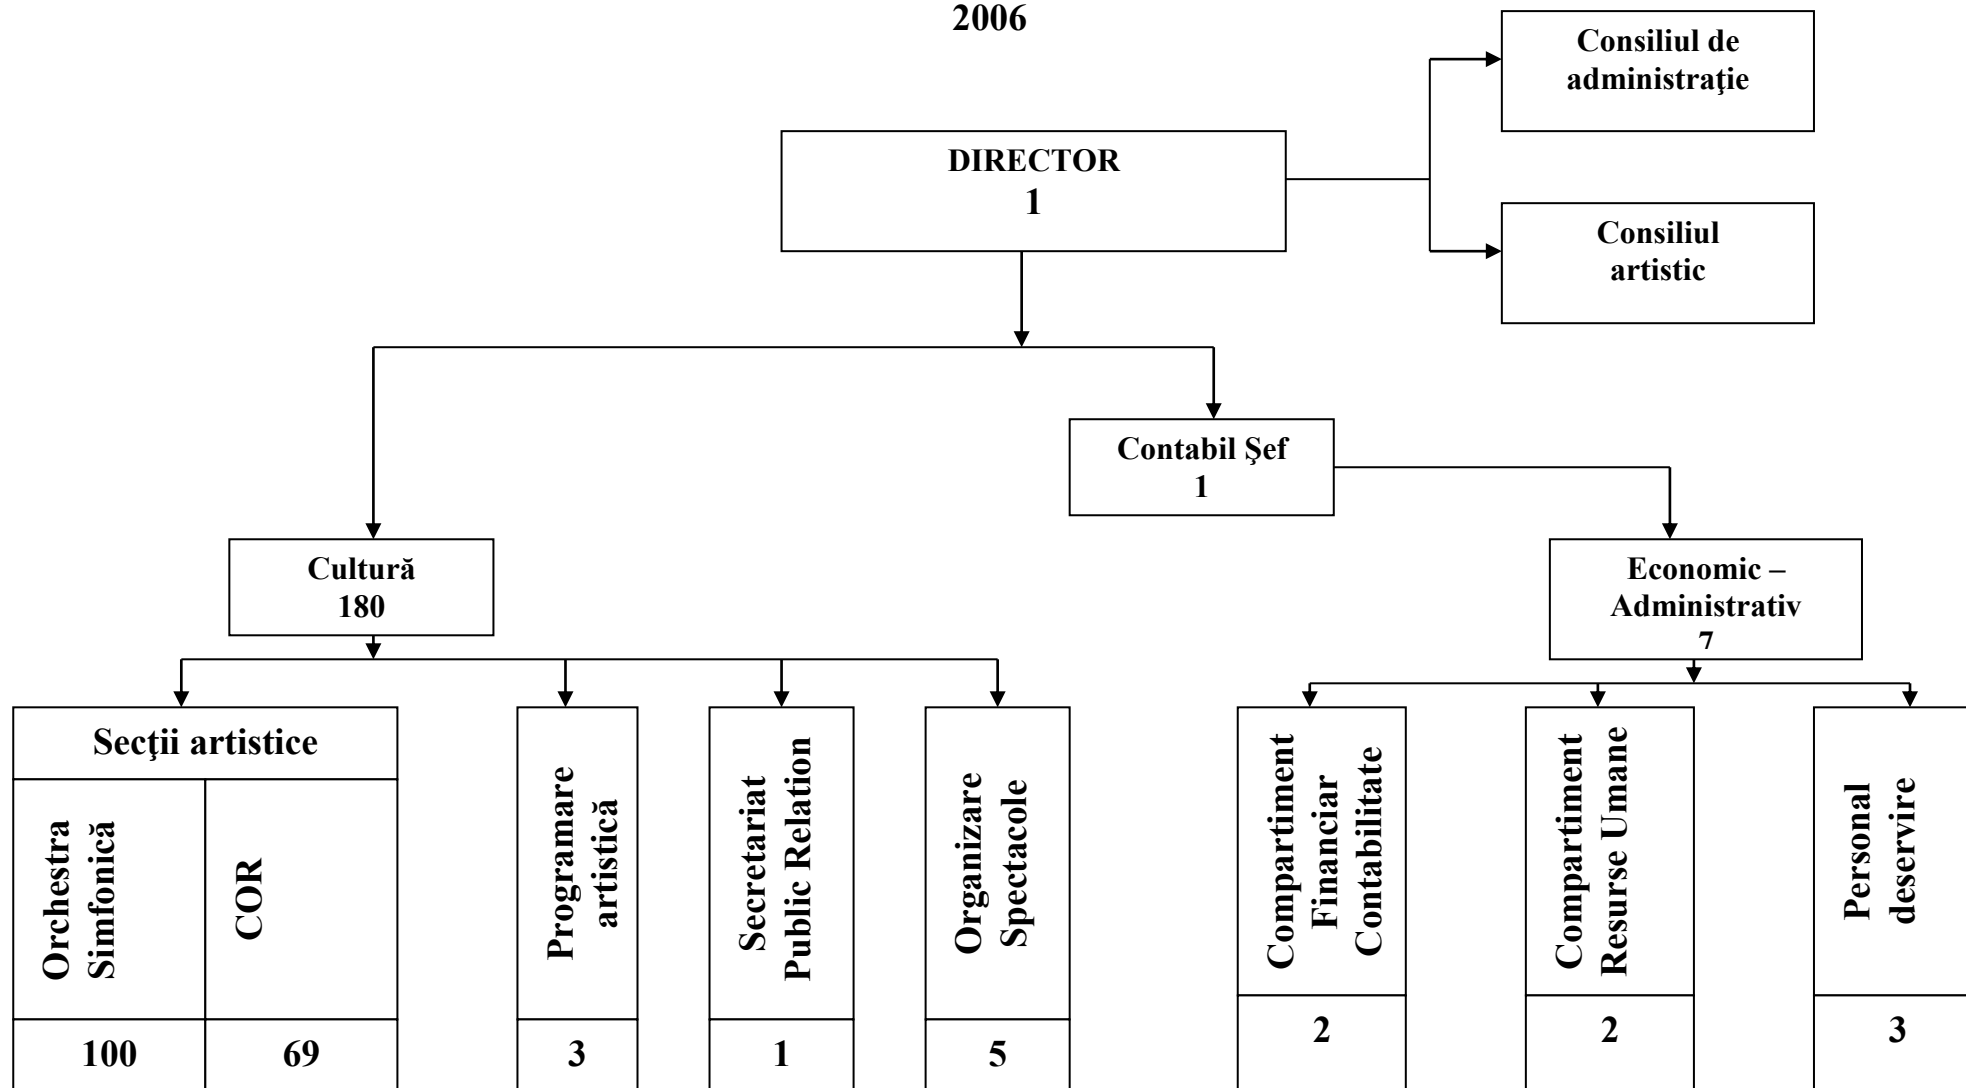 2006
Consiliul de
administraţie
DIRECTOR
1
Consiliul
artistic
Contabil Şef
1
Cultură
180
Economic –
Administrativ
7
Secţii artistice
Orchestra
Simfonică
COR
Programare
artistică
Secretariat
Public Relation
Organizare
Spectacole
Compartiment
Financiar
Contabilitate
Compartiment
Resurse Umane
Personal
deservire
100
69
3
1
5
2
2
3